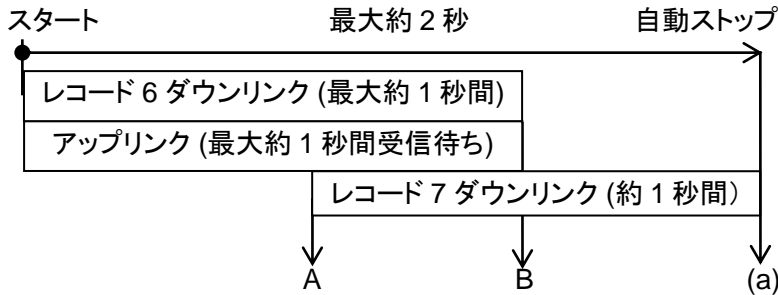 スタート 最大約 2 秒 自動ストップ
レコード 6 ダウンリンク (最大約 1 秒間)
アップリンク (最大約 1 秒間受信待ち)
レコード 7 ダウンリンク (約 1 秒間）
A B (a)